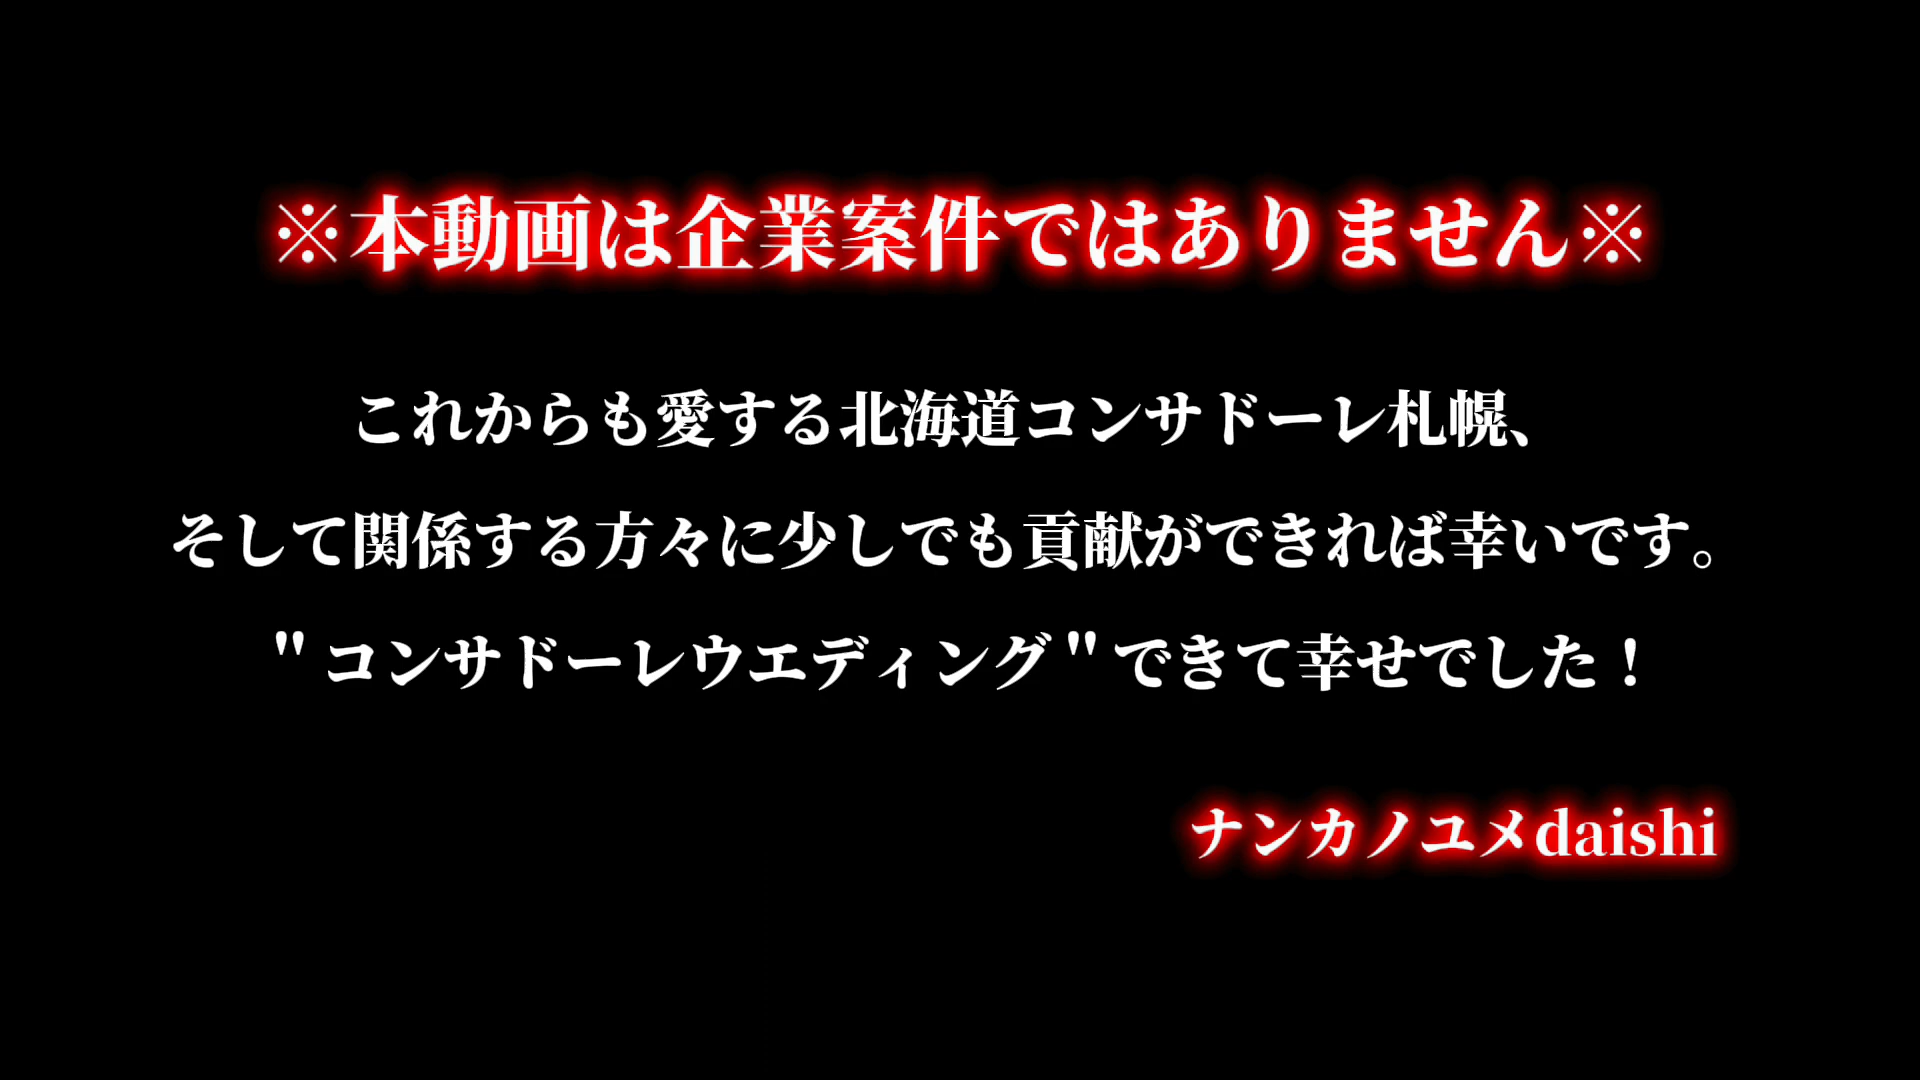 ※本動画は企業案件ではありません※
これからも愛する北海道コンサドーレ札幌、
そして関係する方々に少しでも貢献ができれば幸いです。
"コンサドーレウエディング"できて幸せでした！
ナンカノユメdaishi